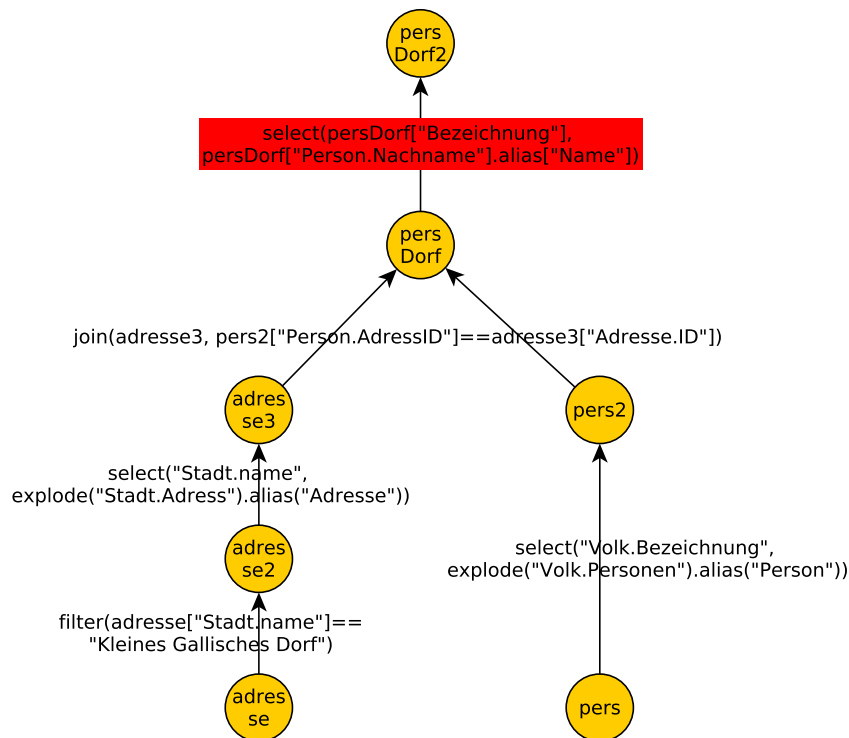 pers
Dorf2
select(persDorf["Bezeichnung"],
persDorf["Person.Nachname"].alias["Name"])
pers
Dorf
join(adresse3, pers2["Person.AdressID"]==adresse3["Adresse.ID"])
adres
se3
pers2
select("Stadt.name",
explode("Stadt.Adress").alias("Adresse"))
adres
se2
select("Volk.Bezeichnung",
explode("Volk.Personen").alias("Person"))
filter(adresse["Stadt.name"]==
"Kleines Gallisches Dorf")
adres
se
pers